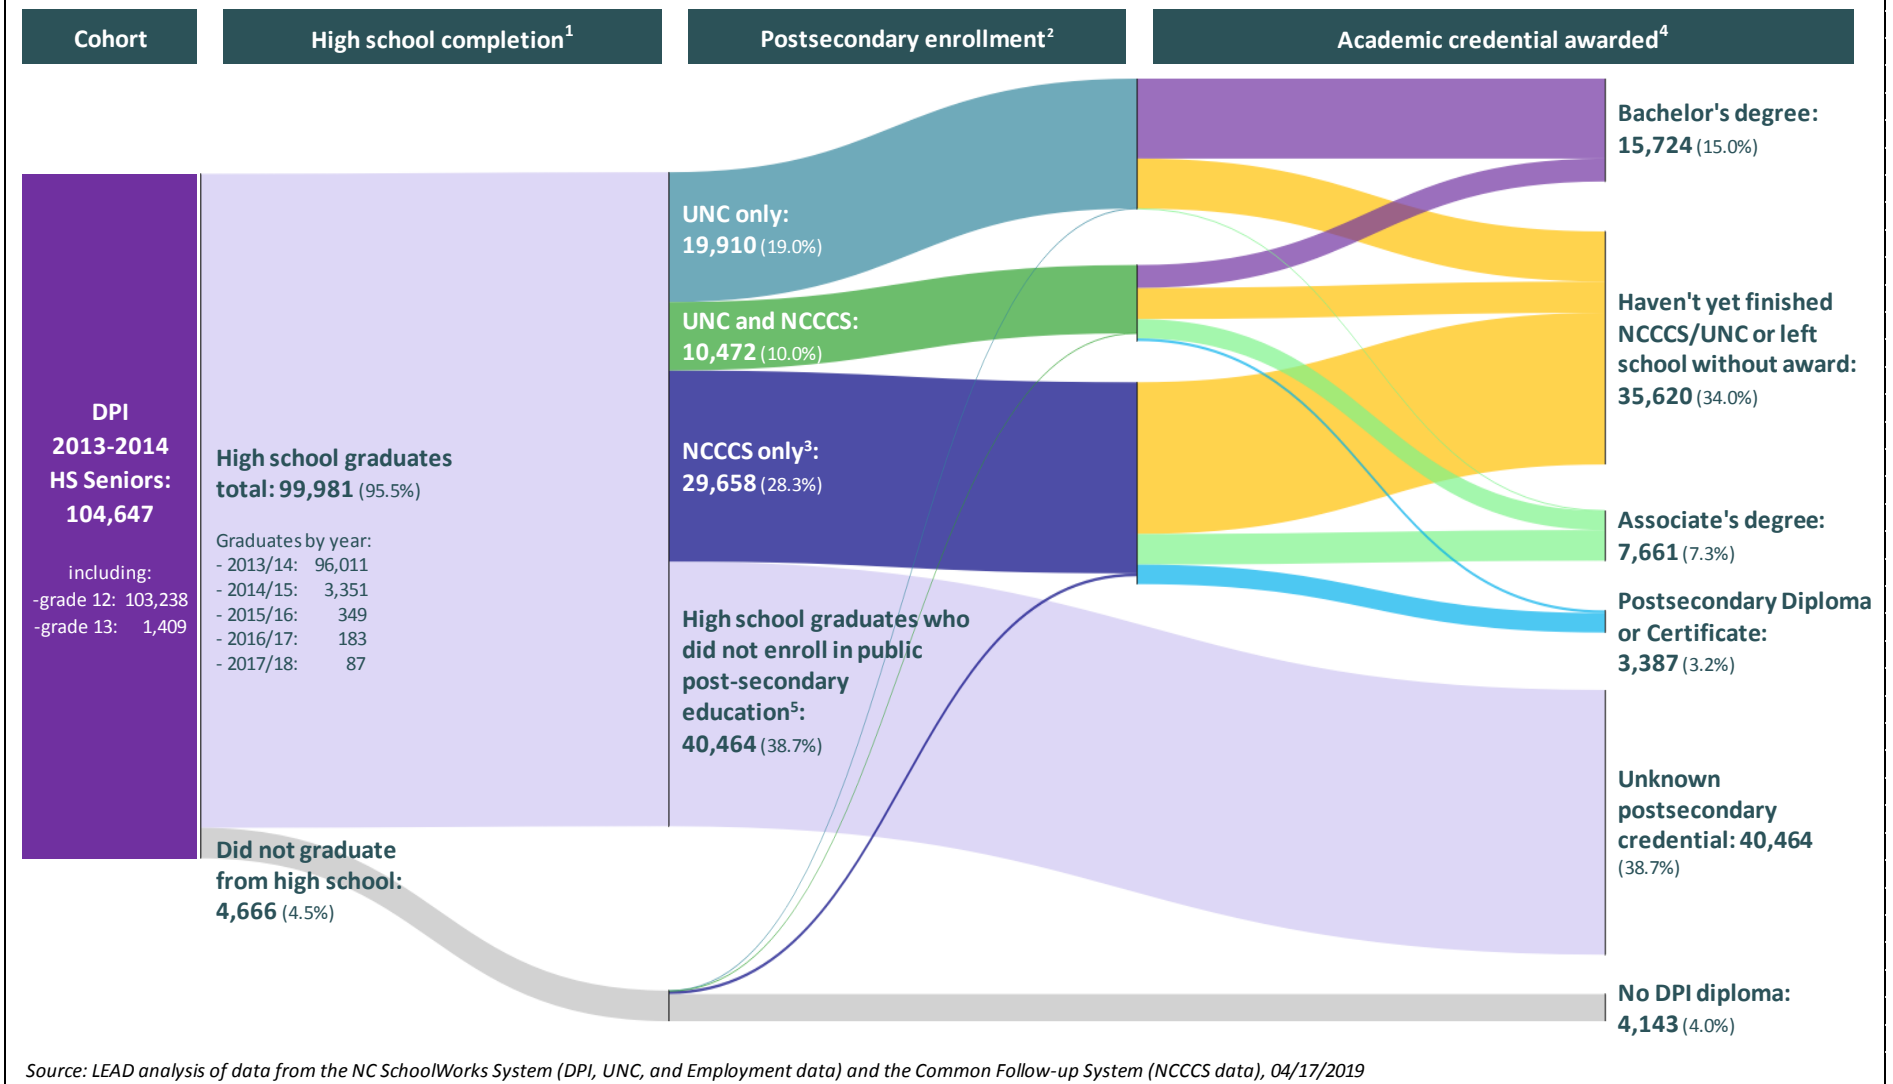 Cohort
High school completion¹
Postsecondary enrollment²
Academic credential awarded⁴
DPI
2013-2014
HS Seniors:
104,647
including:
-grade 12: 103,238
-grade 13: 1,409
High school graduates
total: 99,981 (95.5%)
Graduates by year:
- 2013/14: 96,011
- 2014/15: 3,351
- 2015/16: 349
- 2016/17: 183
- 2017/18: 87
Did not graduate
from high school:
4,666 (4.5%)
UNC only:
19,910 (19.0%)
UNC and NCCCS:
10,472 (10.0%)
NCCCS only³:
29,658 (28.3%)
High school graduates who
did not enroll in public
post-secondary
education⁵:
40,464 (38.7%)
Bachelor's degree:
15,724 (15.0%)
Haven't yet finished
NCCCS/UNC or left
school without award:
35,620 (34.0%)
Associate's degree:
7,661 (7.3%)
Postsecondary Diploma
or Certificate:
3,387 (3.2%)
Unknown
postsecondary
credential: 40,464
(38.7%)
No DPI diploma:
4,143 (4.0%)
Source: LEAD analysis of data from the NC SchoolWorks System (DPI, UNC, and Employment data) and the Common Follow-up System (NCCCS data), 04/17/2019